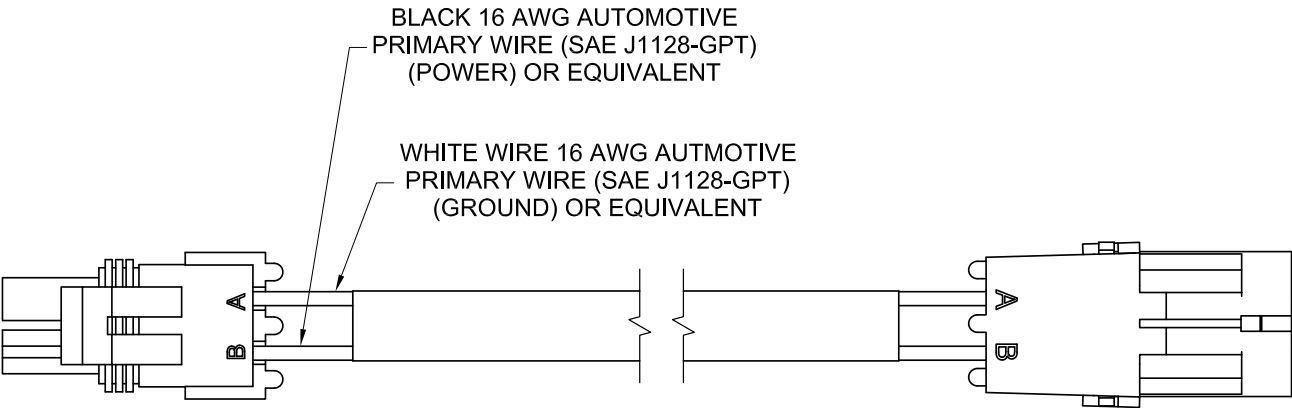 BLACK 16 AWG AUTOMOTIVE
PRIMARY WIRE (SAE J1128-GPT)
(POWER) OR EQUIVALENT
WHITE WIRE 16 AWG AUTMOTIVE
PRIMARY WIRE (SAE J1128-GPT)
(GROUND) OR EQUIVALENT
A
B
A
B